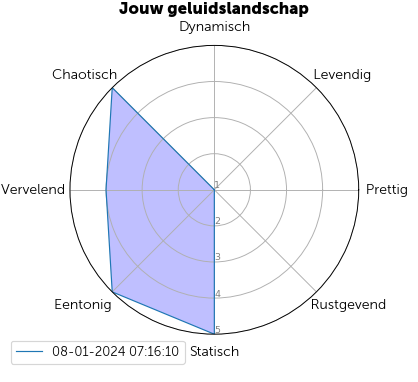 Jouw geluidslandschap
Dynamisch
Chaotisch
Levendig
Vervelend
1
Prettig
2
3
4
Eentonig
Rustgevend
5
08-01-2024 07:16:10
Statisch